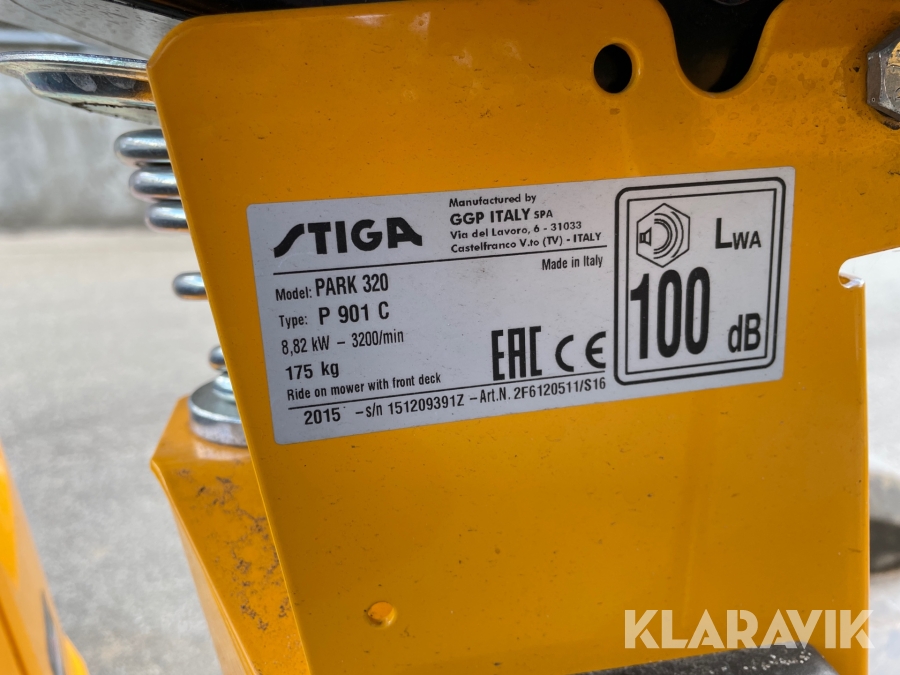 STIGA
Manufactured by
GGP ITALY SPA
Via del Lavoro, 6 - 31033
Castelfranco V.to (TV) - ITALY
Made in Italy
Model: PARK 320
Type: P 901 C
8,82 kW - 3200/min
175 kg
Ride on mower with front deck
2015 - s/n 151209391Z - Art.N. 2F6120511/S16
EAC CE
LWA
100 dB
KLARAVIK